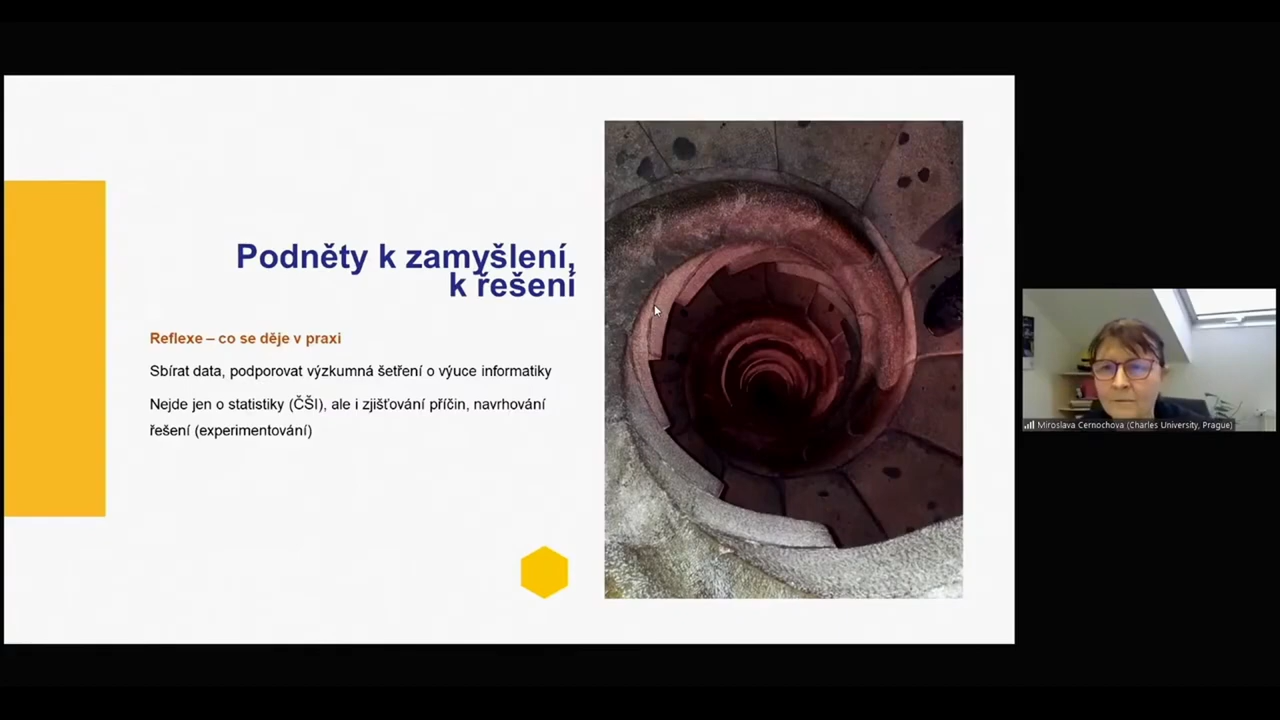 Podněty k zamyšlení,
k řešení
Reflexe – co se děje v praxi
Sbírat data, podporovat výzkumná šetření o výuce informatiky
Nejde jen o statistiky (ČŠI), ale i zjišťování příčin, navrhování
řešení (experimentování)
Miroslava Cernochova (Charles University, Prague)